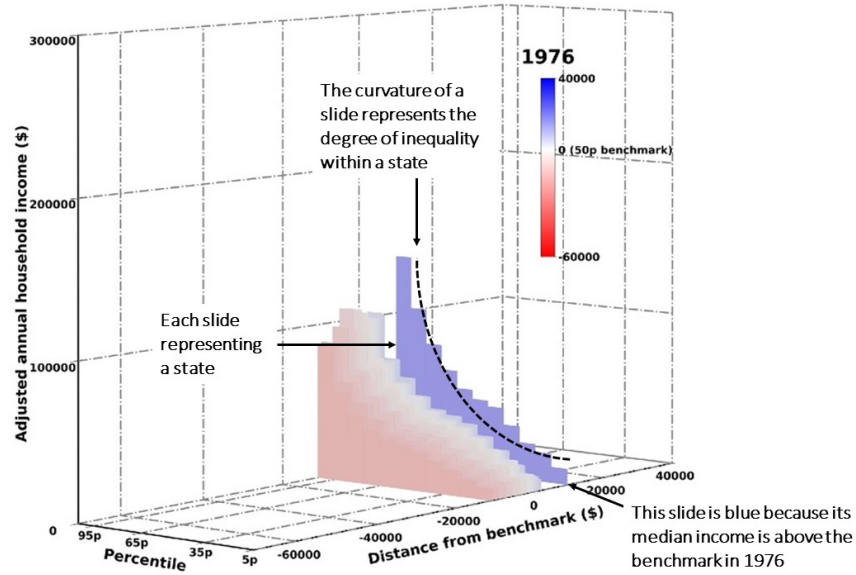 300000
200000
100000
0
Adjusted annual household income ($)
1976
40000
0 (50p benchmark)
-60000
The curvature of a
slide represents the
degree of inequality
within a state
Each slide
representing
a state
95p
65p
35p
5p
Percentile
-60000
-40000
-20000
0
20000
40000
Distance from benchmark ($)
This slide is blue because its
median income is above the
benchmark in 1976